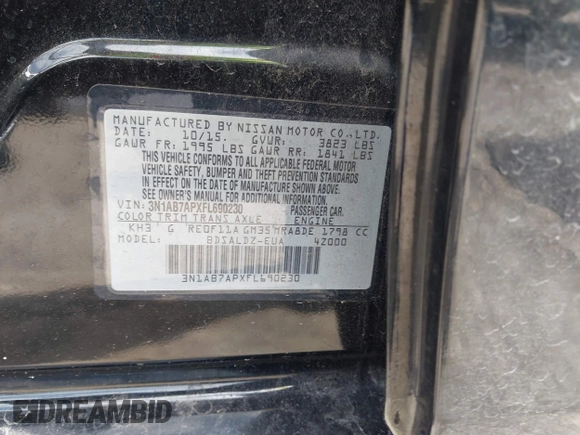 MANUFACTURED BY NISSAN MOTOR CO.,LTD.
DATE: 10/15. GVWR: 3823 LBS
GAWR FR: 1995 LBS GAWR RR: 1841 LBS
THIS VEHICLE CONFORMS TO ALL APPLICABLE FEDERAL MOTOR
VEHICLE SAFETY, BUMPER AND THEFT PREVENTION STANDARDS
IN EFFECT ON THE DATE OF MANUFACTURE SHOWN ABOVE.
SEE OWNER'S MANUAL FOR ADDITIONAL INFORMATION.
VIN: 3N1AB7APXFL690230 PASSENGER CAR.
COLOR TRIM TRANS AXLE ENGINE
KH3 G RE0F11A GM35 MRA8DE 1798 CC
MODEL BDSALDZ-EUA 4Z000
3N1AB7APXFL690230
DREAMBID